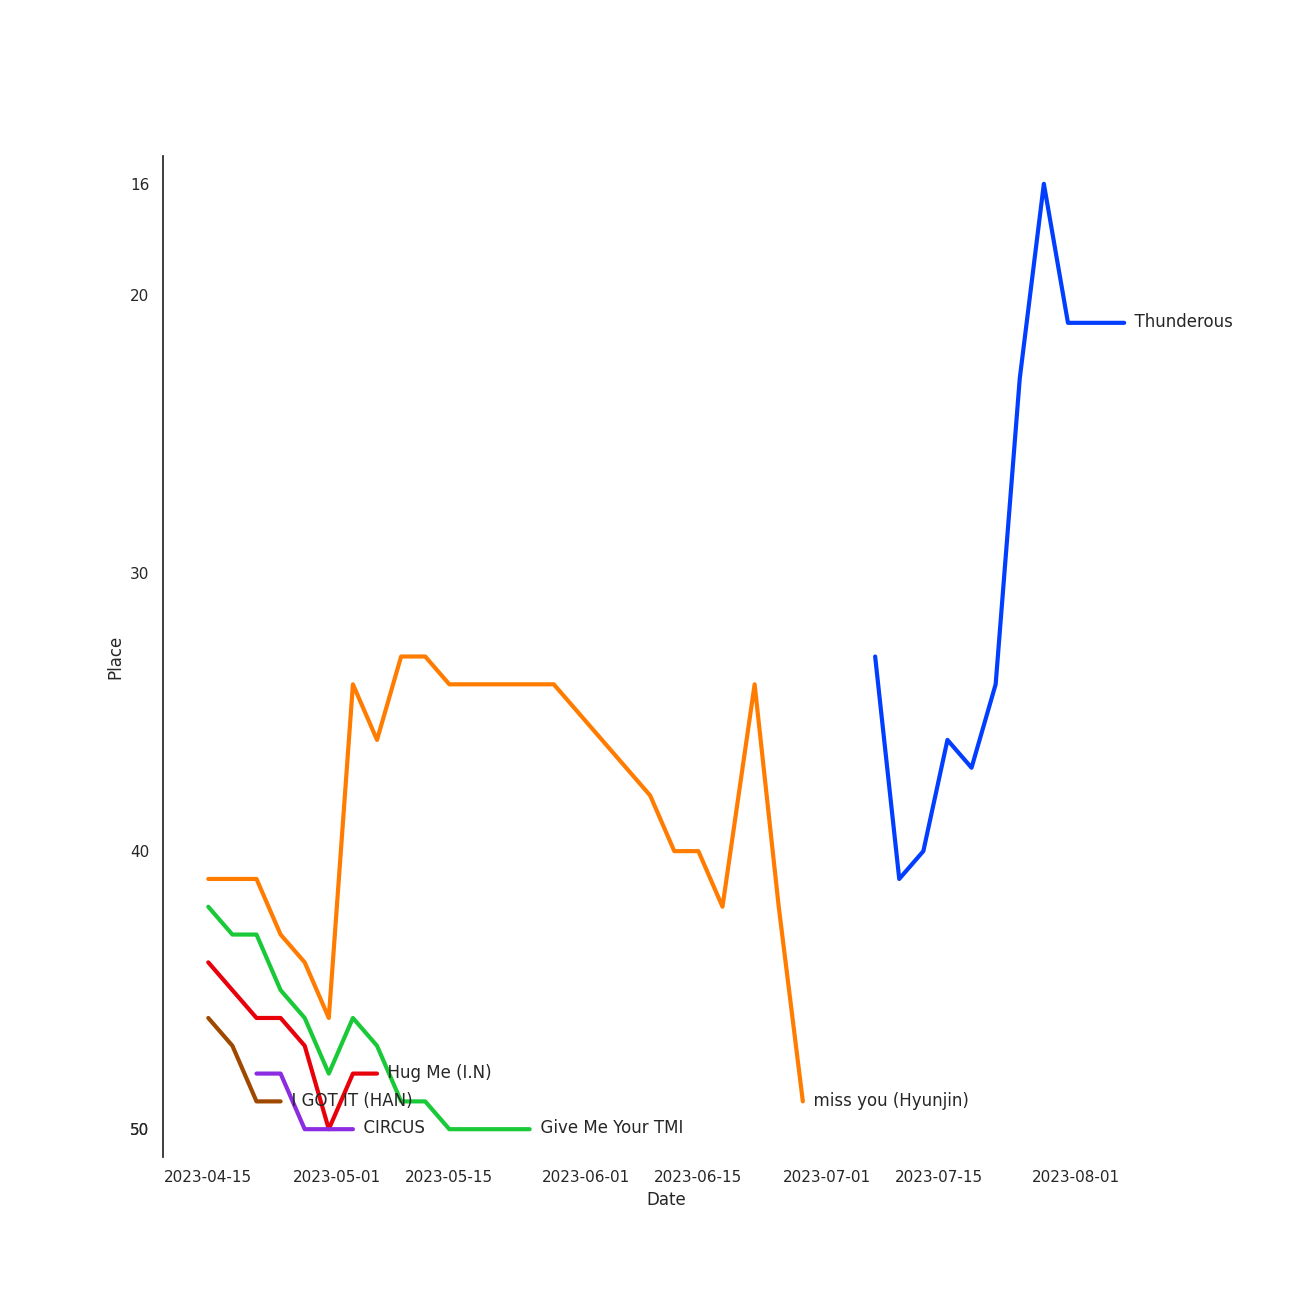 16
20
Thunderous
30
Place
40
Hug Me (I.N)
I GOT IT (HAN)
miss you (Hyunjin)
50
CIRCUS
Give Me Your TMI
2023-04-15
2023-05-01
2023-05-15
2023-06-01
2023-06-15
2023-07-01
2023-07-15
2023-08-01
Date